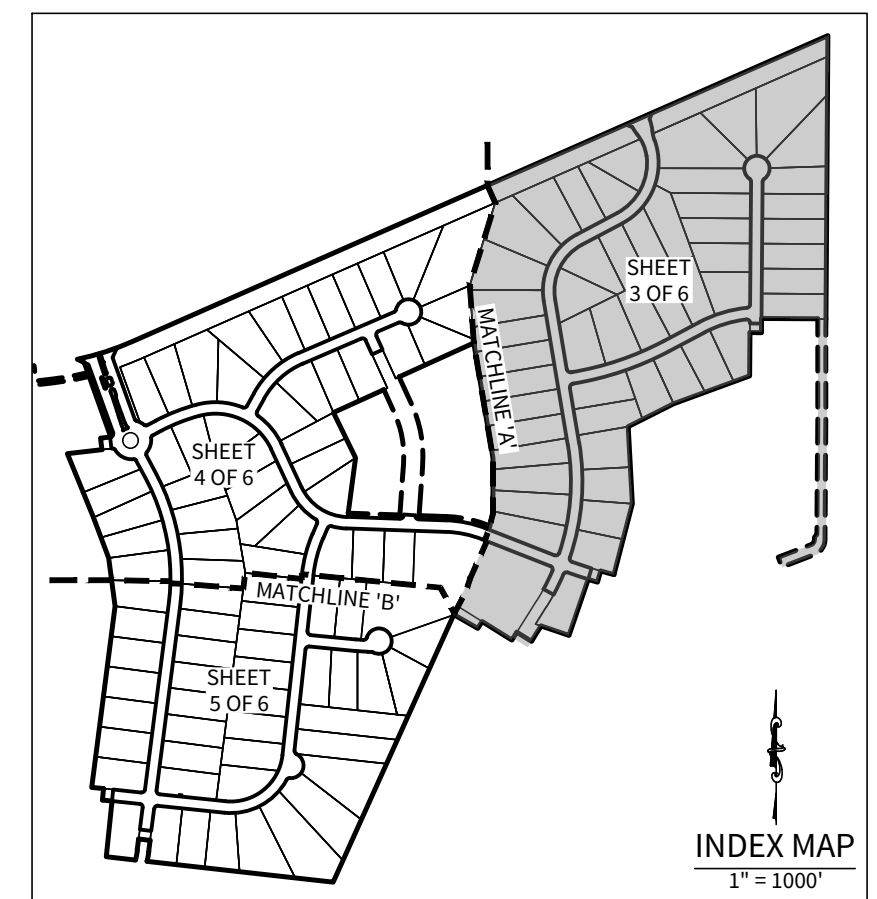 SHEET
3 OF 6
MATCHLINE 'A'
SHEET
4 OF 6
MATCHLINE 'B'
SHEET
5 OF 6
INDEX MAP
1" = 1000'